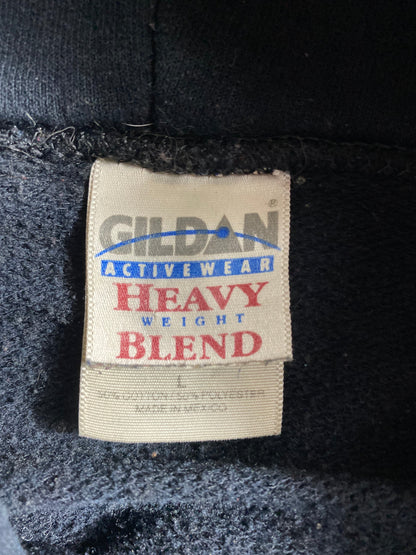 GILDAN®
ACTIVEWEAR
HEAVY
WEIGHT
BLEND
L
50% COTTON / 50% POLYESTER
MADE IN MEXICO